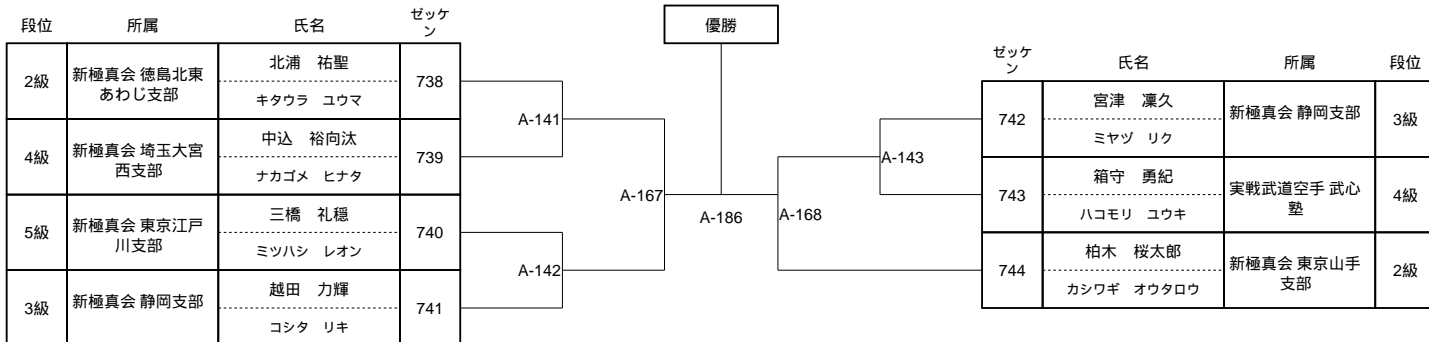 優勝
段位 所属 氏名 ゼッケ
ン
2級 新極真会 徳島北東
あわじ支部 北浦　祐聖
キタウラ　ユウマ 738
4級 新極真会 埼玉大宮
西支部 中込　裕向汰
ナカゴメ　ヒナタ 739
5級 新極真会 東京江戸
川支部 三橋　礼穏
ミツハシ　レオン 740
3級 新極真会 静岡支部 越田　力輝
コシタ　リキ 741
A-141
A-142
A-167
A-186
A-168
A-143
ゼッケ
ン 氏名 所属 段位
742 宮津　凜久
ミヤヅ　リク 新極真会 静岡支部 3級
743 箱守　勇紀
ハコモリ　ユウキ 実戦武道空手 武心
塾 4級
744 柏木　桜太郎
カシワギ　オウタロウ 新極真会 東京山手
支部 2級